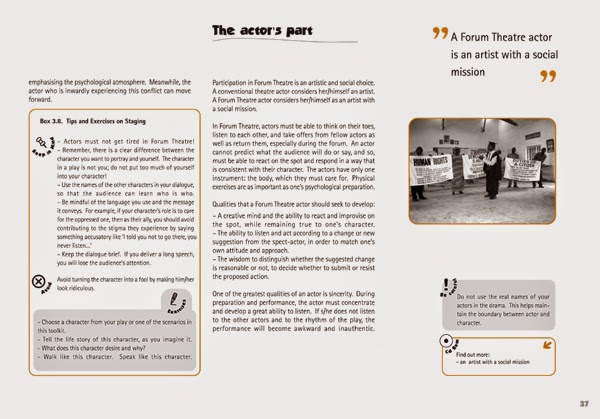 The actor's part
emphasising the psychological atmosphere. Meanwhile, the
actor who is inwardly experiencing this conflict can move
forward.
Box 3.8. Tips and Exercises on Staging
- Actors must not get tired in Forum Theatre!
- Remember, there is a clear difference between the
character you want to portray and yourself. The character
in a play is not you; do not put too much of yourself
into your character!
- Use the names of the other characters in your dialogue,
so that the audience can learn who is who.
- Be mindful of the language you use and the message
it conveys. For example, if your character's role is to care
for the oppressed one, then as their ally, you should avoid
contributing to the stigma they experience by saying
something accusatory like 'I told you not to go there, you
never listen..."
- Keep the dialogue brief. If you deliver a long speech,
you will lose the audience's attention.
Avoid turning the character into a fool by making him/her
look ridiculous.
- Choose a character from your play or one of the scenarios in
this toolkit.
- Tell the life story of this character, as you imagine it.
- What does this character desire and why?
- Walk like this character. Speak like this character.
Participation in Forum Theatre is an artistic and social choice.
A conventional theatre actor considers her/himself an artist.
A Forum Theatre actor considers her/himself as an artist with
a social mission.
In Forum Theatre, actors must be able to think on their toes,
listen to each other, and take offers from fellow actors as
well as return them, especially during the forum. An actor
cannot predict what the audience will do or say, and so,
must be able to react on the spot and respond in a way that
is consistent with their character. The actors have only one
instrument: the body, which they must care for. Physical
exercises are as important as one's psychological preparation.
Qualities that a Forum Theatre actor should seek to develop:
- A creative mind and the ability to react and improvise on
the spot, while remaining true to one's character.
- The ability to listen and act according to a change or new
suggestion from the spect-actor, in order to match one's
own attitude and approach.
- The wisdom to distinguish whether the suggested change
is reasonable or not, to decide whether to submit or resist
the proposed action.
One of the greatest qualities of an actor is sincerity. During
preparation and performance, the actor must concentrate
and develop a great ability to listen. If s/he does not listen
to the other actors and to the rhythm of the play, the
performance will become awkward and inauthentic.
" A Forum Theatre actor
is an artist with a social
mission "
HUMAN RIGHTS
Do not use the real names of your
actors in the drama. This helps main-
tain the boundary between actor and
character.
Find out more:
- an artist with a social mission
37